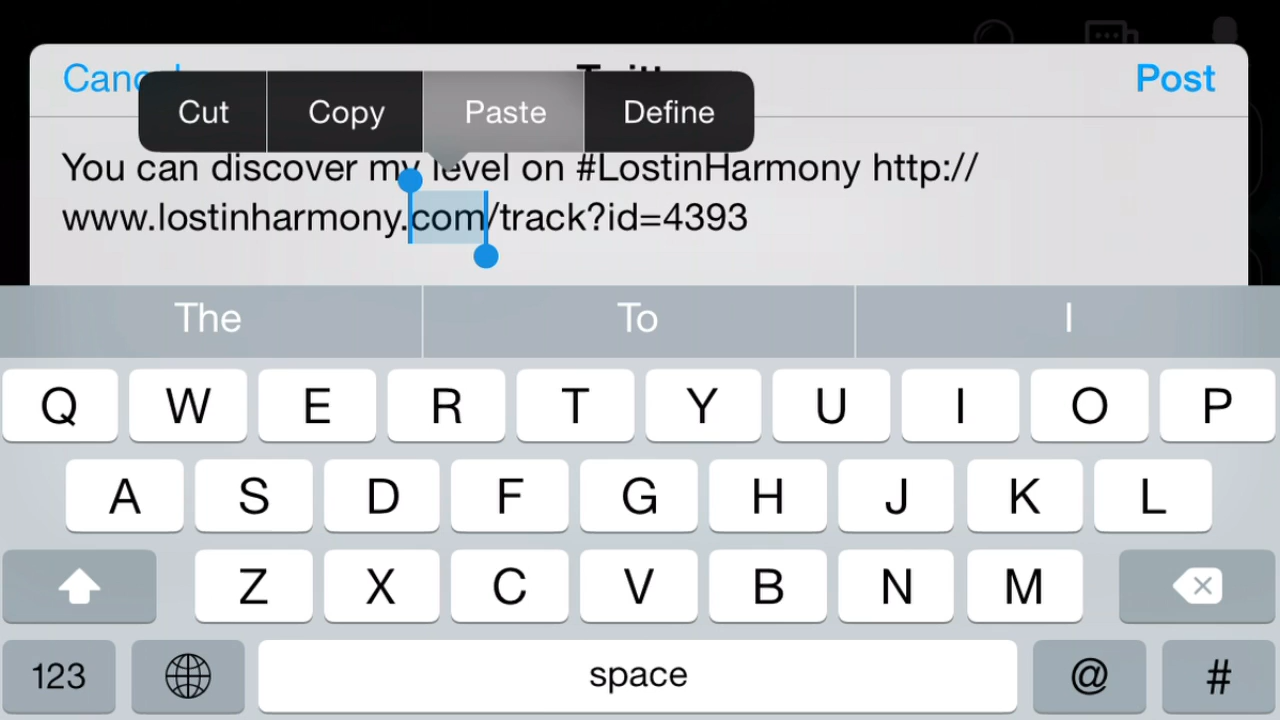 Cut Copy Paste Define
Post
You can discover my level on #LostinHarmony http://
www.lostinharmony.com/track?id=4393
The To I
Q W E R T Y U I O P
A S D F G H J K L
Z X C V B N M
123 space @ #